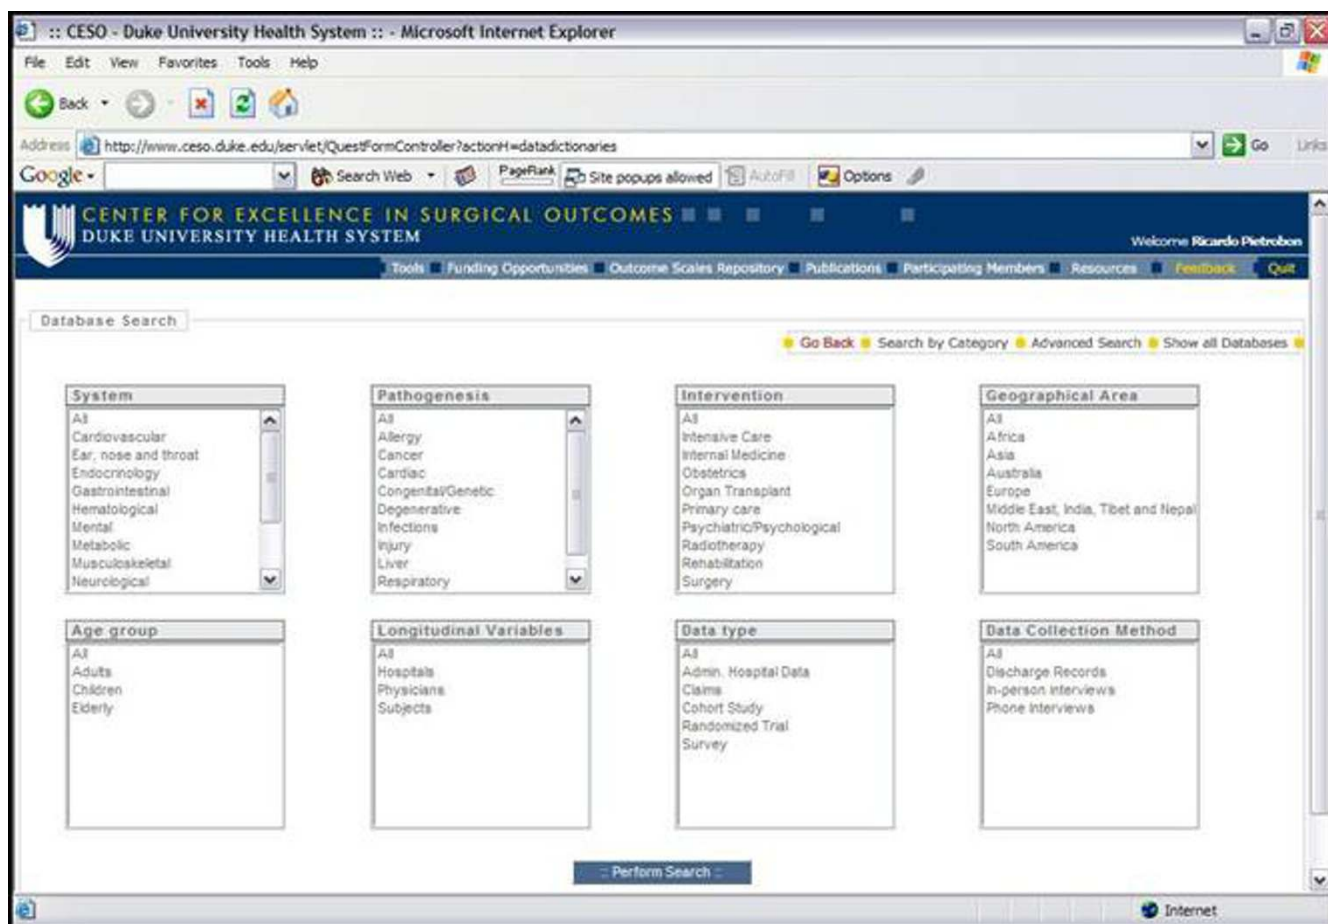 :: CESO - Duke University Health System :: - Microsoft Internet Explorer
File Edit View Favorites Tools Help
Back
Address http://www.ceso.duke.edu/servlet/QuestFormController?actionH=datadictionaries Go Links
Google Search Web PageRank Site popups allowed AutoFill Options
CENTER FOR EXCELLENCE IN SURGICAL OUTCOMES
DUKE UNIVERSITY HEALTH SYSTEM
Welcome Ricardo Pietrobon
Tools Funding Opportunities Outcome Scales Repository Publications Participating Members Resources Feedback Quit
Database Search
Go Back Search by Category Advanced Search Show all Databases
System
All
Cardiovascular
Ear, nose and throat
Endocrinology
Gastrointestinal
Hematological
Mental
Metabolic
Musculoskeletal
Neurological
Pathogenesis
All
Allergy
Cancer
Cardiac
Congenital/Genetic
Degenerative
Infections
Injury
Liver
Respiratory
Intervention
All
Intensive Care
Internal Medicine
Obstetrics
Organ Transplant
Primary care
Psychiatric/Psychological
Radiotherapy
Rehabilitation
Surgery
Geographical Area
All
Africa
Asia
Australia
Europe
Middle East, India, Tibet and Nepal
North America
South America
Age group
All
Adults
Children
Elderly
Longitudinal Variables
All
Hospitals
Physicians
Subjects
Data type
All
Admin. Hospital Data
Claims
Cohort Study
Randomized Trial
Survey
Data Collection Method
All
Discharge Records
In-person Interviews
Phone Interviews
:: Perform Search ::
Internet